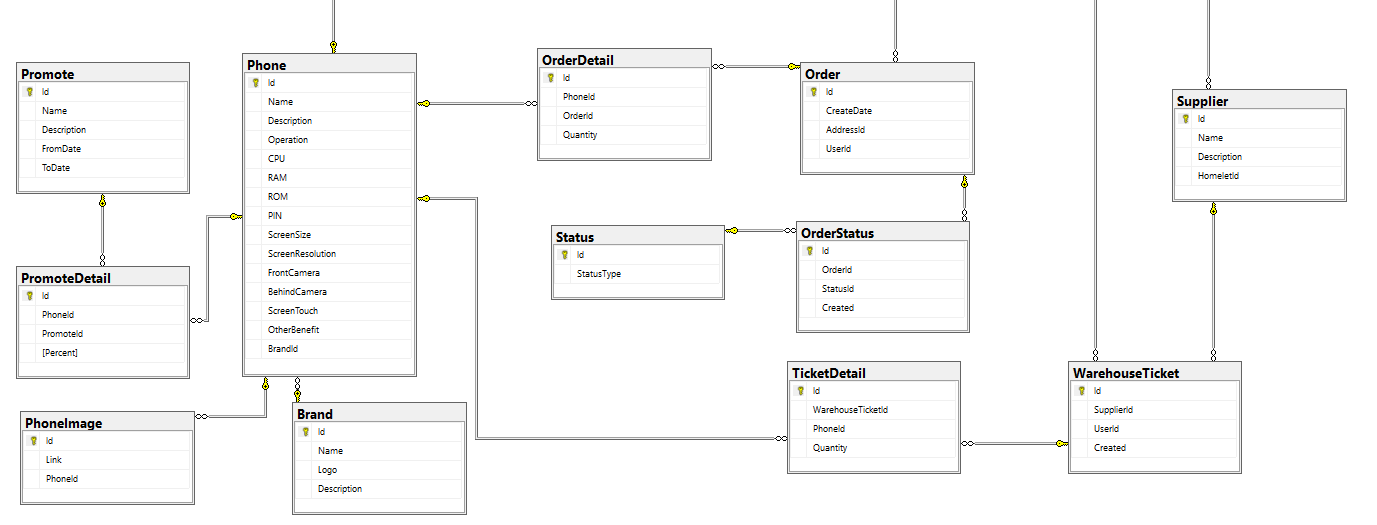 Promote
Id
Name
Description
FromDate
ToDate
PromoteDetail
Id
PhoneId
PromoteId
[Percent]
PhoneImage
Id
Link
PhoneId
Phone
Id
Name
Description
Operation
CPU
RAM
ROM
PIN
ScreenSize
ScreenResolution
FrontCamera
BehindCamera
ScreenTouch
OtherBenefit
BrandId
Brand
Id
Name
Logo
Description
OrderDetail
Id
PhoneId
OrderId
Quantity
Status
Id
StatusType
Order
Id
CreateDate
AddressId
UserId
OrderStatus
Id
OrderId
StatusId
Created
TicketDetail
Id
WarehouseTicketId
PhoneId
Quantity
Supplier
Id
Name
Description
HomeletId
WarehouseTicket
Id
SupplierId
UserId
Created